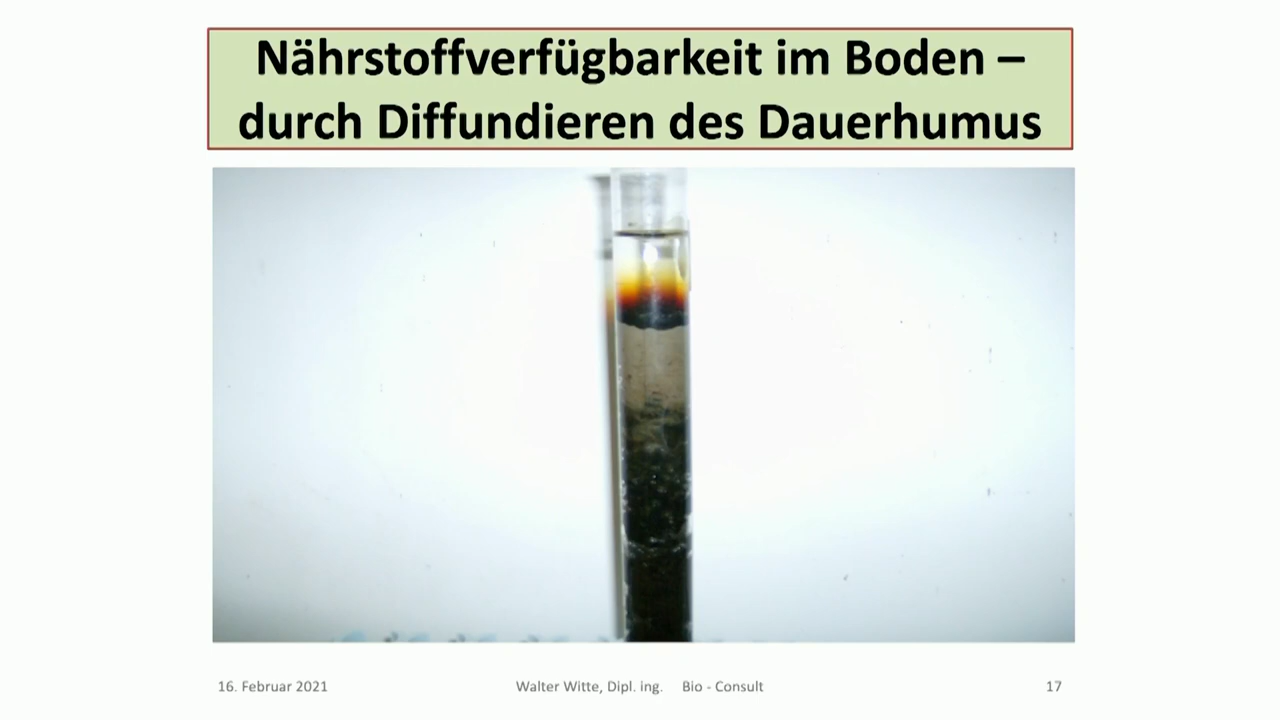 Nährstoffverfügbarkeit im Boden –
durch Diffundieren des Dauerhumus
16. Februar 2021 Walter Witte, Dipl. ing. Bio - Consult 17